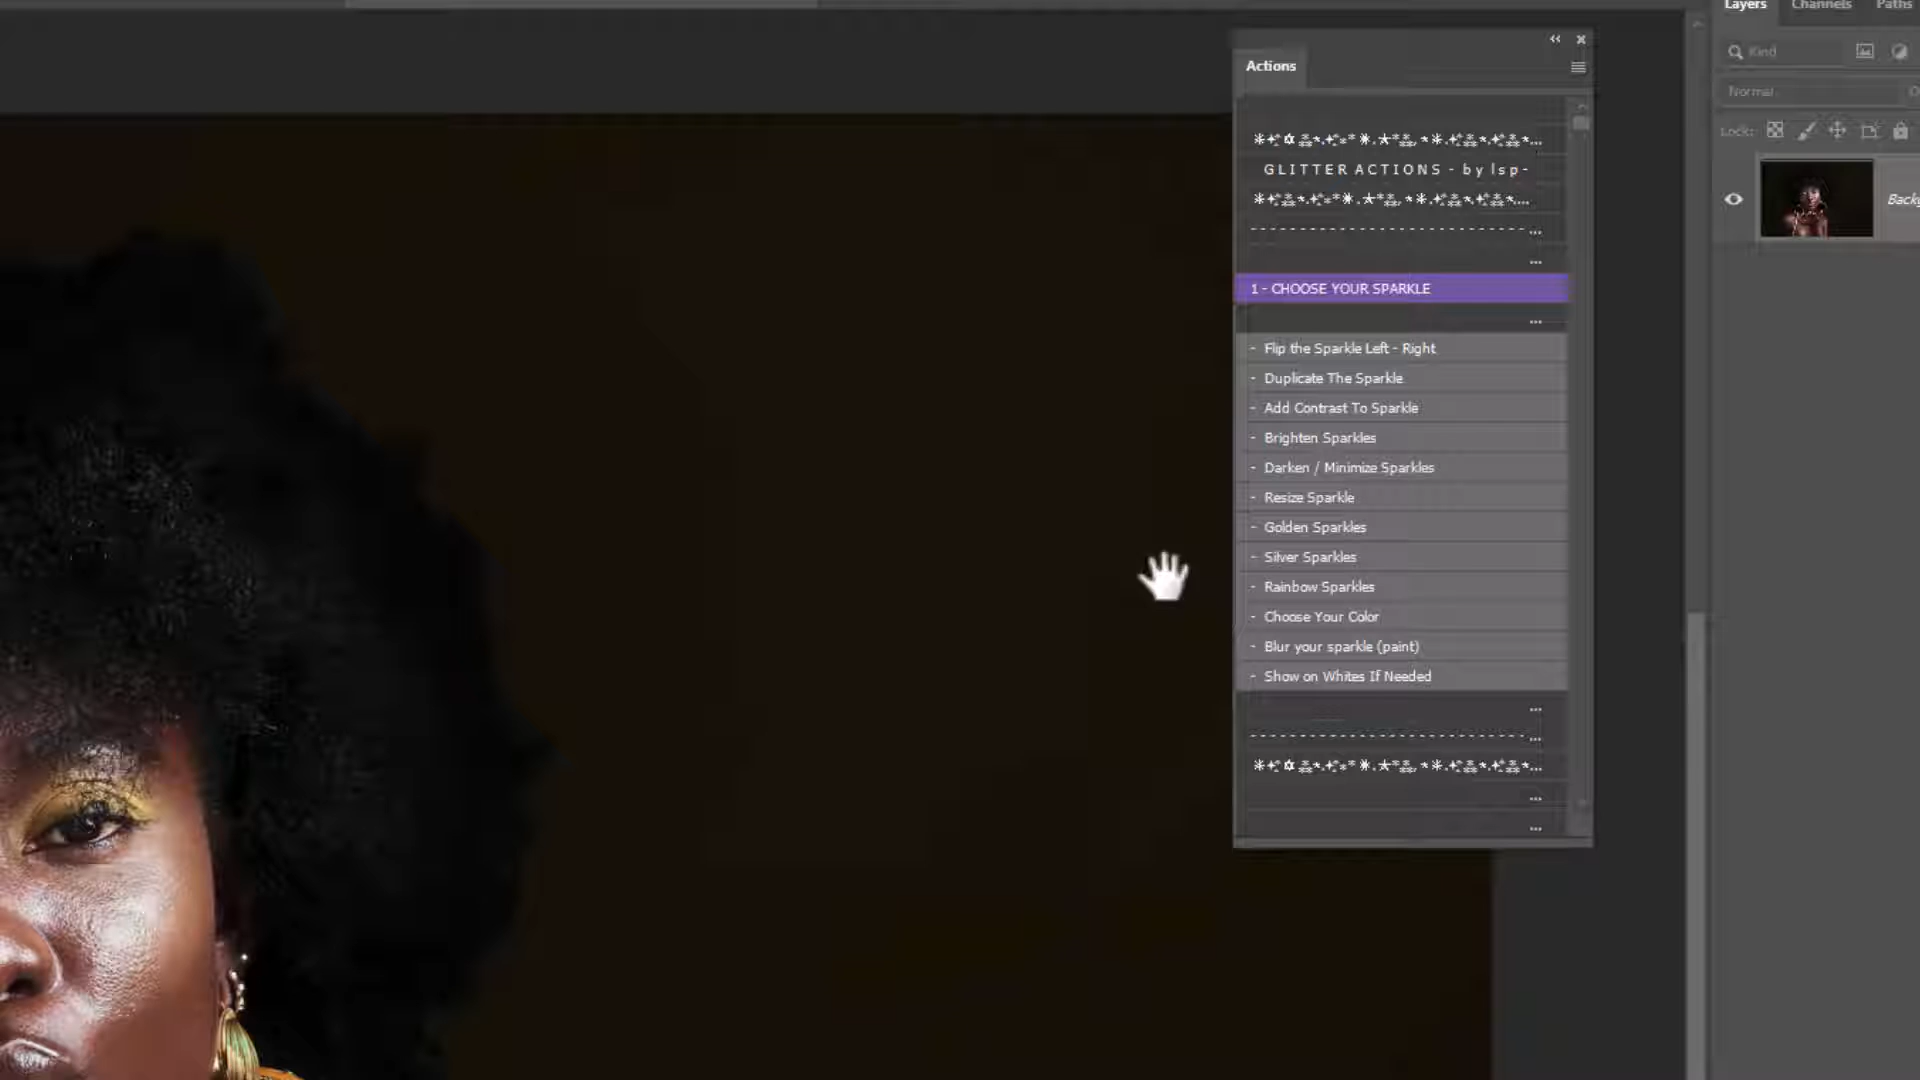 Layers Channels Paths
Actions
Kind
Normal
Lock:
GLITTER ACTIONS - by lsp-
1 - CHOOSE YOUR SPARKLE
- Flip the Sparkle Left - Right
- Duplicate The Sparkle
- Add Contrast To Sparkle
- Brighten Sparkles
- Darken / Minimize Sparkles
- Resize Sparkle
- Golden Sparkles
- Silver Sparkles
- Rainbow Sparkles
- Choose Your Color
- Blur your sparkle (paint)
- Show on Whites If Needed